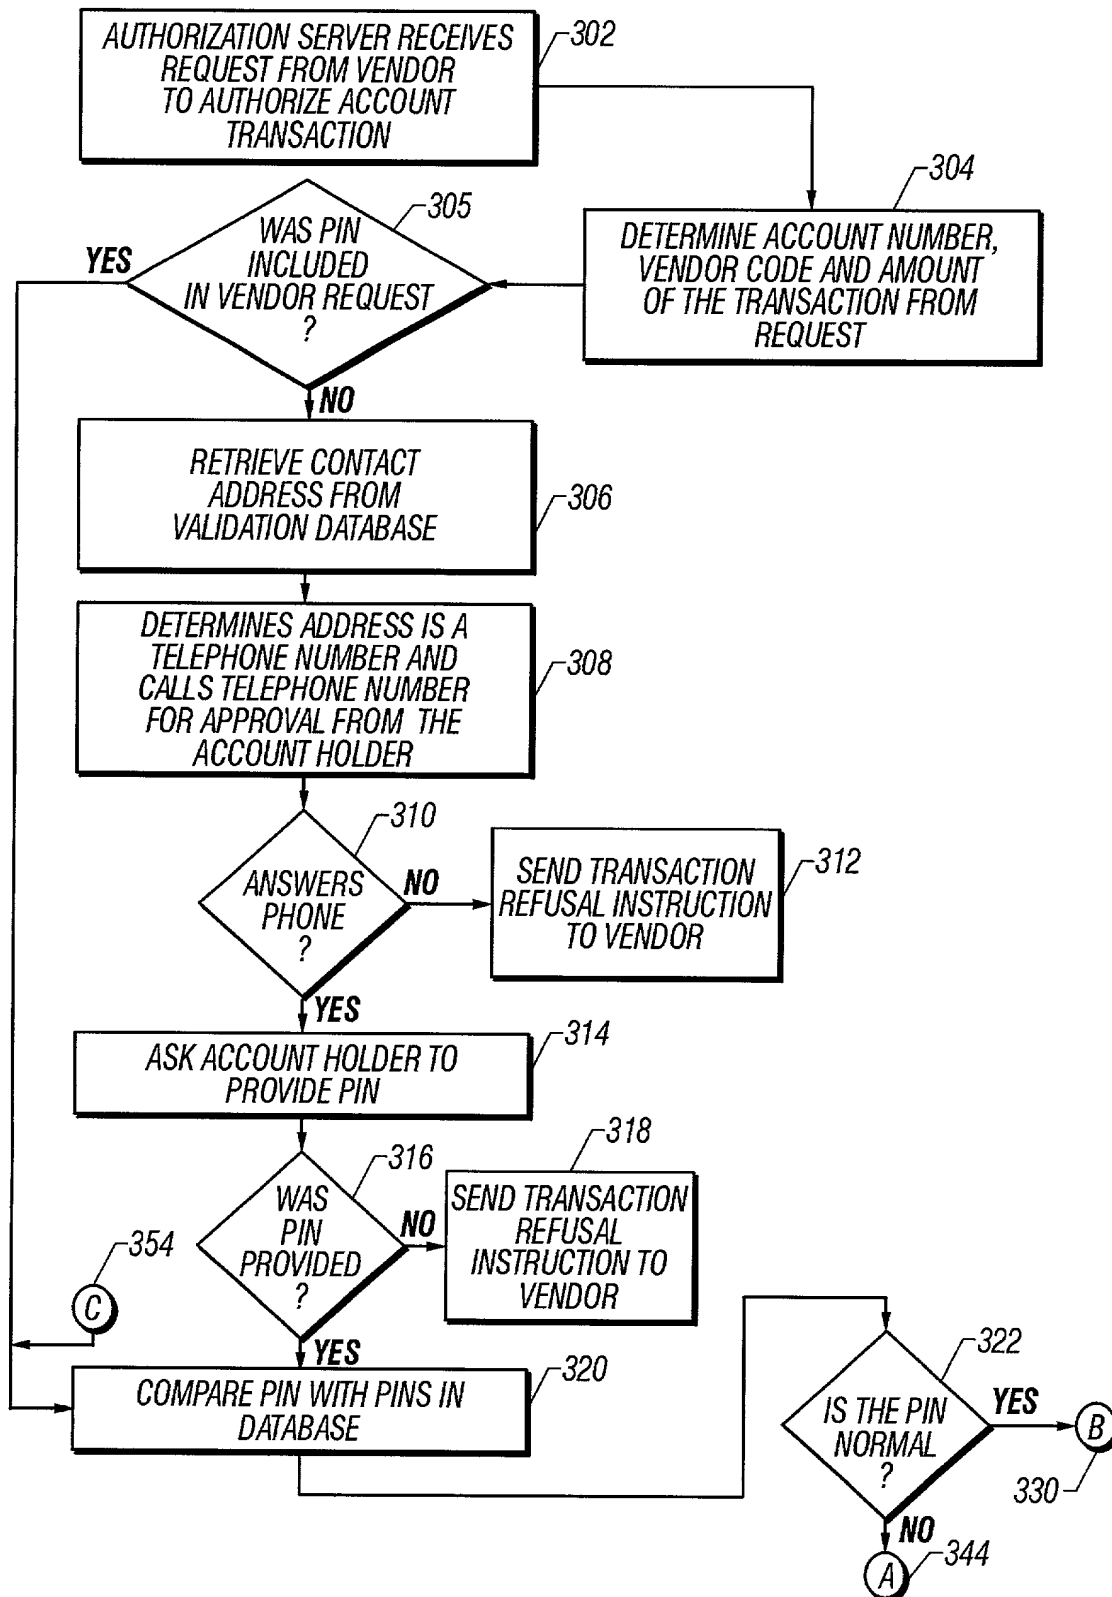 AUTHORIZATION SERVER RECEIVES
REQUEST FROM VENDOR
TO AUTHORIZE ACCOUNT
TRANSACTION
302
304
DETERMINE ACCOUNT NUMBER,
VENDOR CODE AND AMOUNT
OF THE TRANSACTION FROM
REQUEST
305
WAS PIN
INCLUDED
IN VENDOR REQUEST
?
YES
NO
RETRIEVE CONTACT
ADDRESS FROM
VALIDATION DATABASE
306
DETERMINES ADDRESS IS A
TELEPHONE NUMBER AND
CALLS TELEPHONE NUMBER
FOR APPROVAL FROM THE
ACCOUNT HOLDER
308
310
ANSWERS
PHONE
?
NO
SEND TRANSACTION
REFUSAL INSTRUCTION
TO VENDOR
312
YES
ASK ACCOUNT HOLDER TO
PROVIDE PIN
314
316
WAS
PIN
PROVIDED
?
NO
318
SEND TRANSACTION
REFUSAL
INSTRUCTION TO
VENDOR
354
C
YES
COMPARE PIN WITH PINS IN
DATABASE
320
322
IS THE PIN
NORMAL
?
YES
B
330
NO
A
344